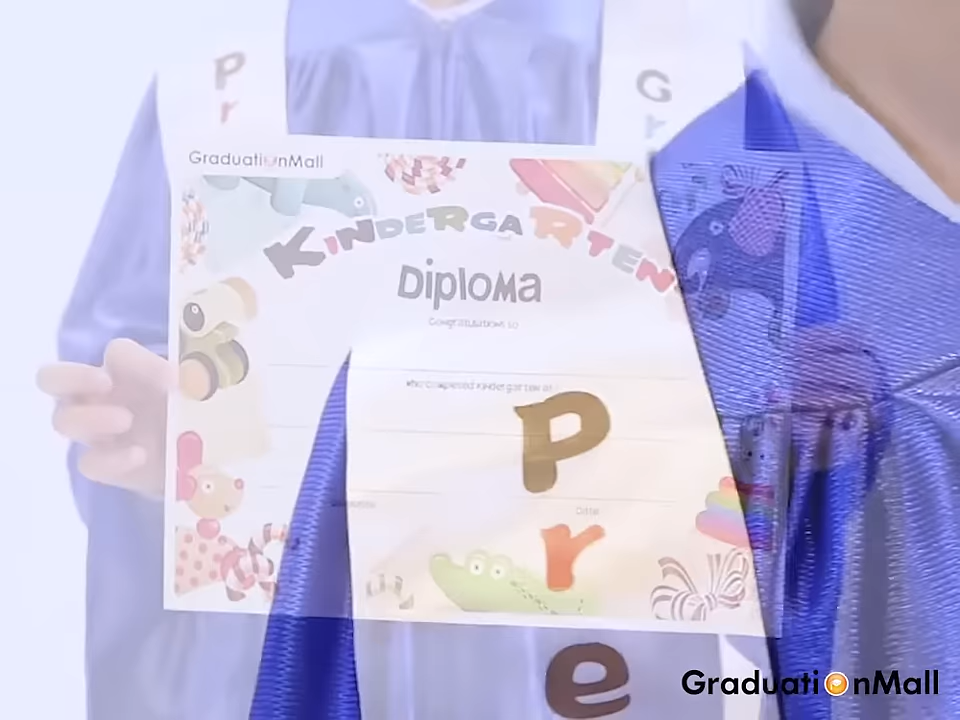 P
r
G
r
GraduationMall
KINDERGARTEN
Diploma
Congratulations to
who completed kindergarten at
P
r
Date
e
GraduationMall